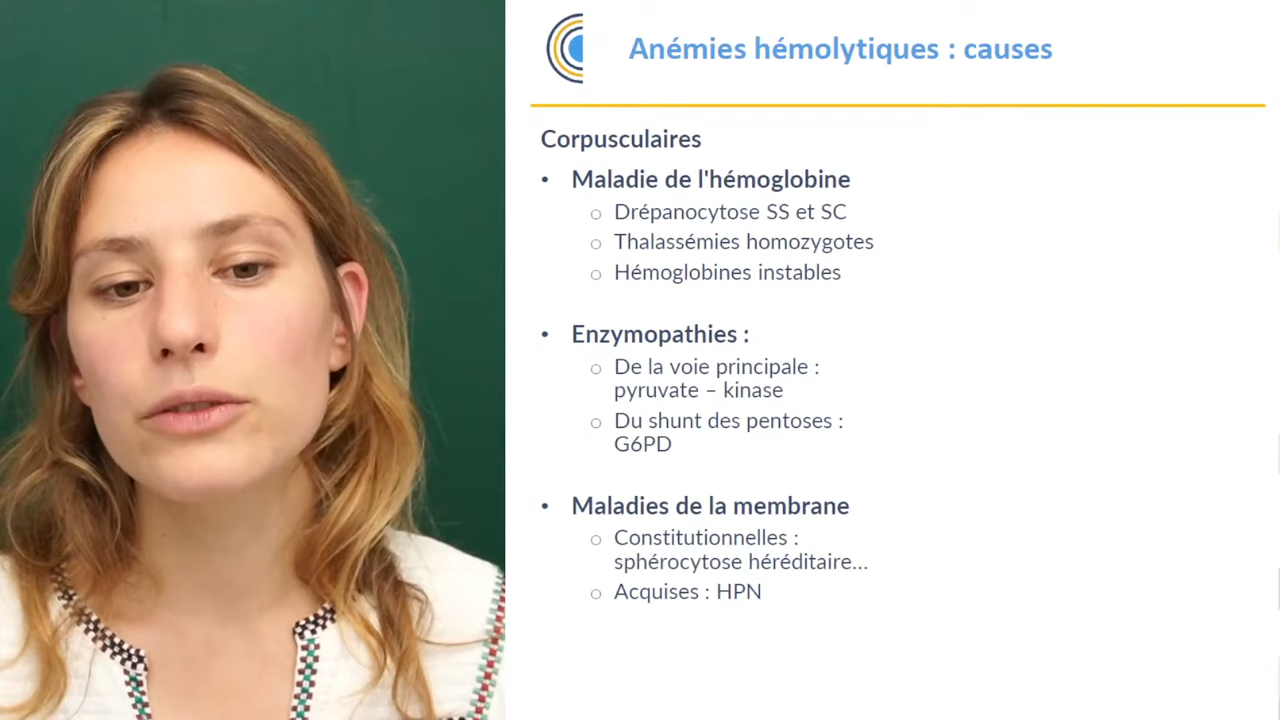 Anémies hémolytiques : causes
Corpusculaires
• Maladie de l'hémoglobine
○ Drépanocytose SS et SC
○ Thalassémies homozygotes
○ Hémoglobines instables
• Enzymopathies :
○ De la voie principale :
pyruvate – kinase
○ Du shunt des pentoses :
G6PD
• Maladies de la membrane
○ Constitutionnelles :
sphérocytose héréditaire...
○ Acquises : HPN